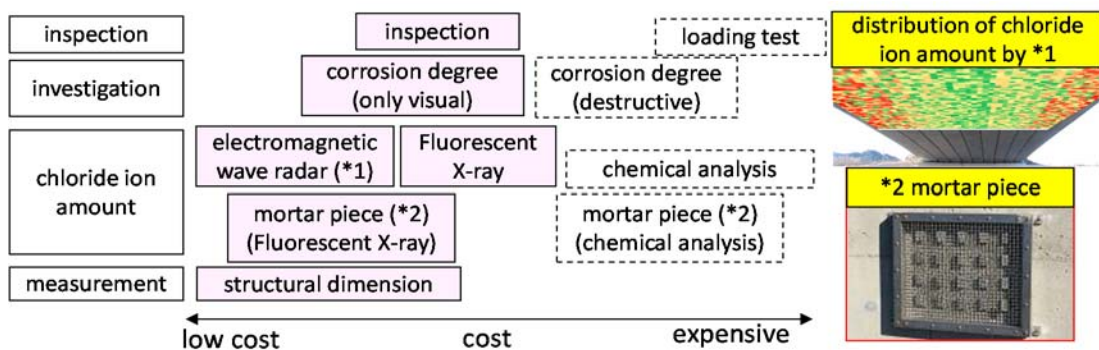 inspection
inspection
loading test
distribution of chloride
ion amount by *1
investigation
corrosion degree
(only visual)
corrosion degree
(destructive)
chloride ion
amount
electromagnetic
wave radar (*1)
Fluorescent
X-ray
chemical analysis
mortar piece (*2)
(Fluorescent X-ray)
mortar piece (*2)
(chemical analysis)
*2 mortar piece
measurement
structural dimension
low cost
cost
expensive